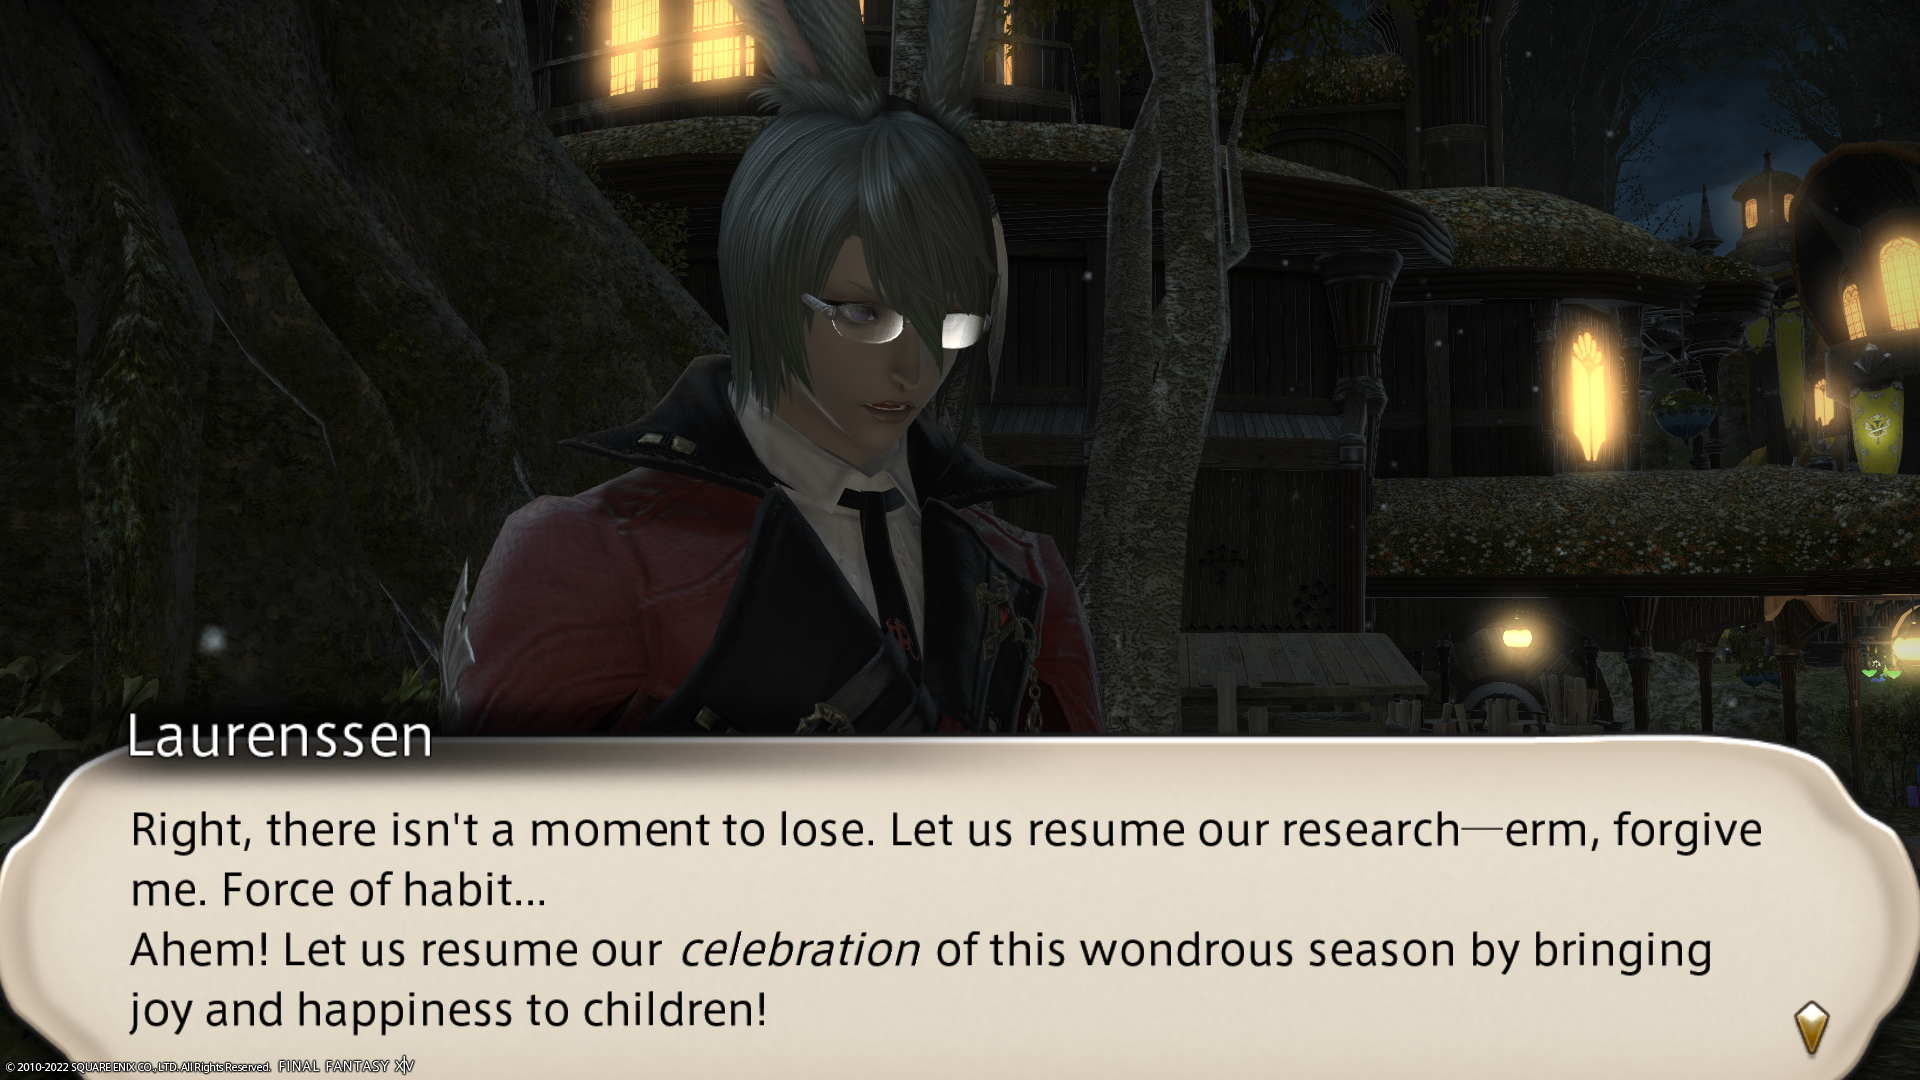 Laurenssen
Right, there isn't a moment to lose. Let us resume our research—erm, forgive
me. Force of habit...
Ahem! Let us resume our celebration of this wondrous season by bringing
joy and happiness to children!
© 2010-2022 SQUARE ENIX CO., LTD. All Rights Reserved. FINAL FANTASY XIV